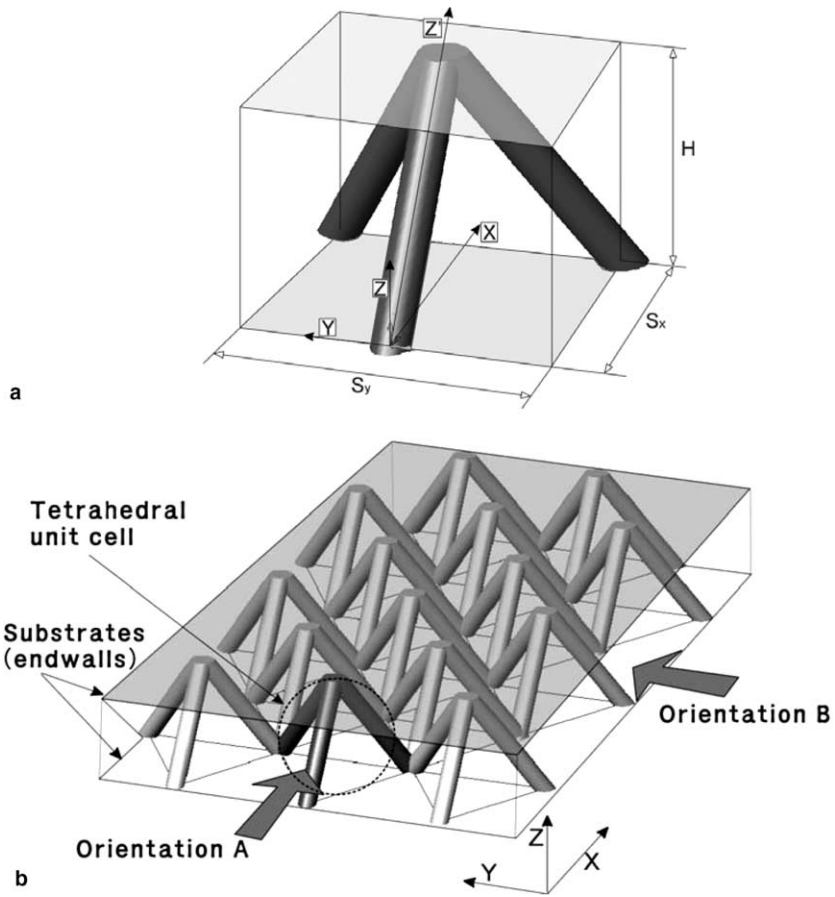 Z'
H
X
Z
Y
Sx
Sy
a
Tetrahedral
unit cell
Substrates
(endwalls)
Orientation B
Orientation A
Z
X
Y
b